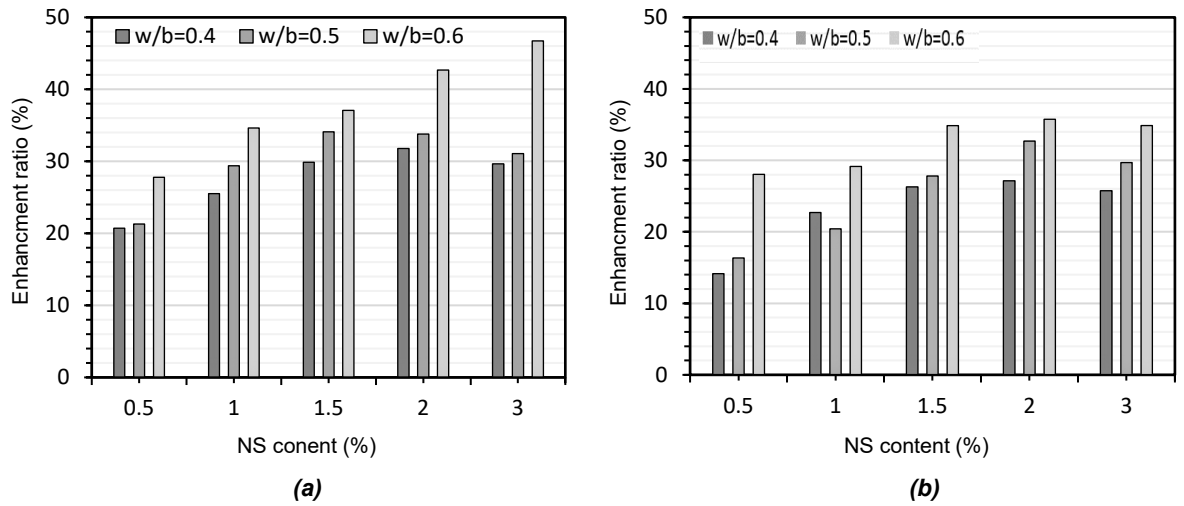 50
40
30
20
10
0
w/b=0.4 w/b=0.5 w/b=0.6
Enhancment ratio (%)
0.5 1 1.5 2 3
NS conent (%)
(a)
50
40
30
20
10
0
w/b=0.4 w/b=0.5 w/b=0.6
Enhancment ratio (%)
0.5 1 1.5 2 3
NS content (%)
(b)